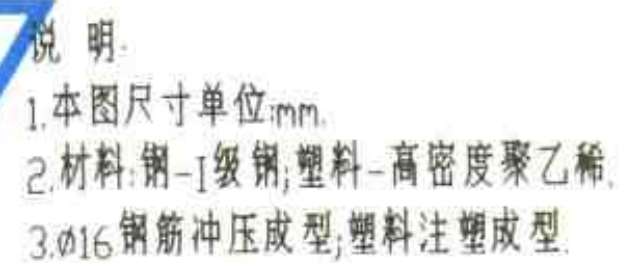 说 明.
1.本图尺寸单位:mm.
2.材料:钢-I级钢;塑料-高密度聚乙稀.
3.ø16钢筋冲压成型;塑料注塑成型.